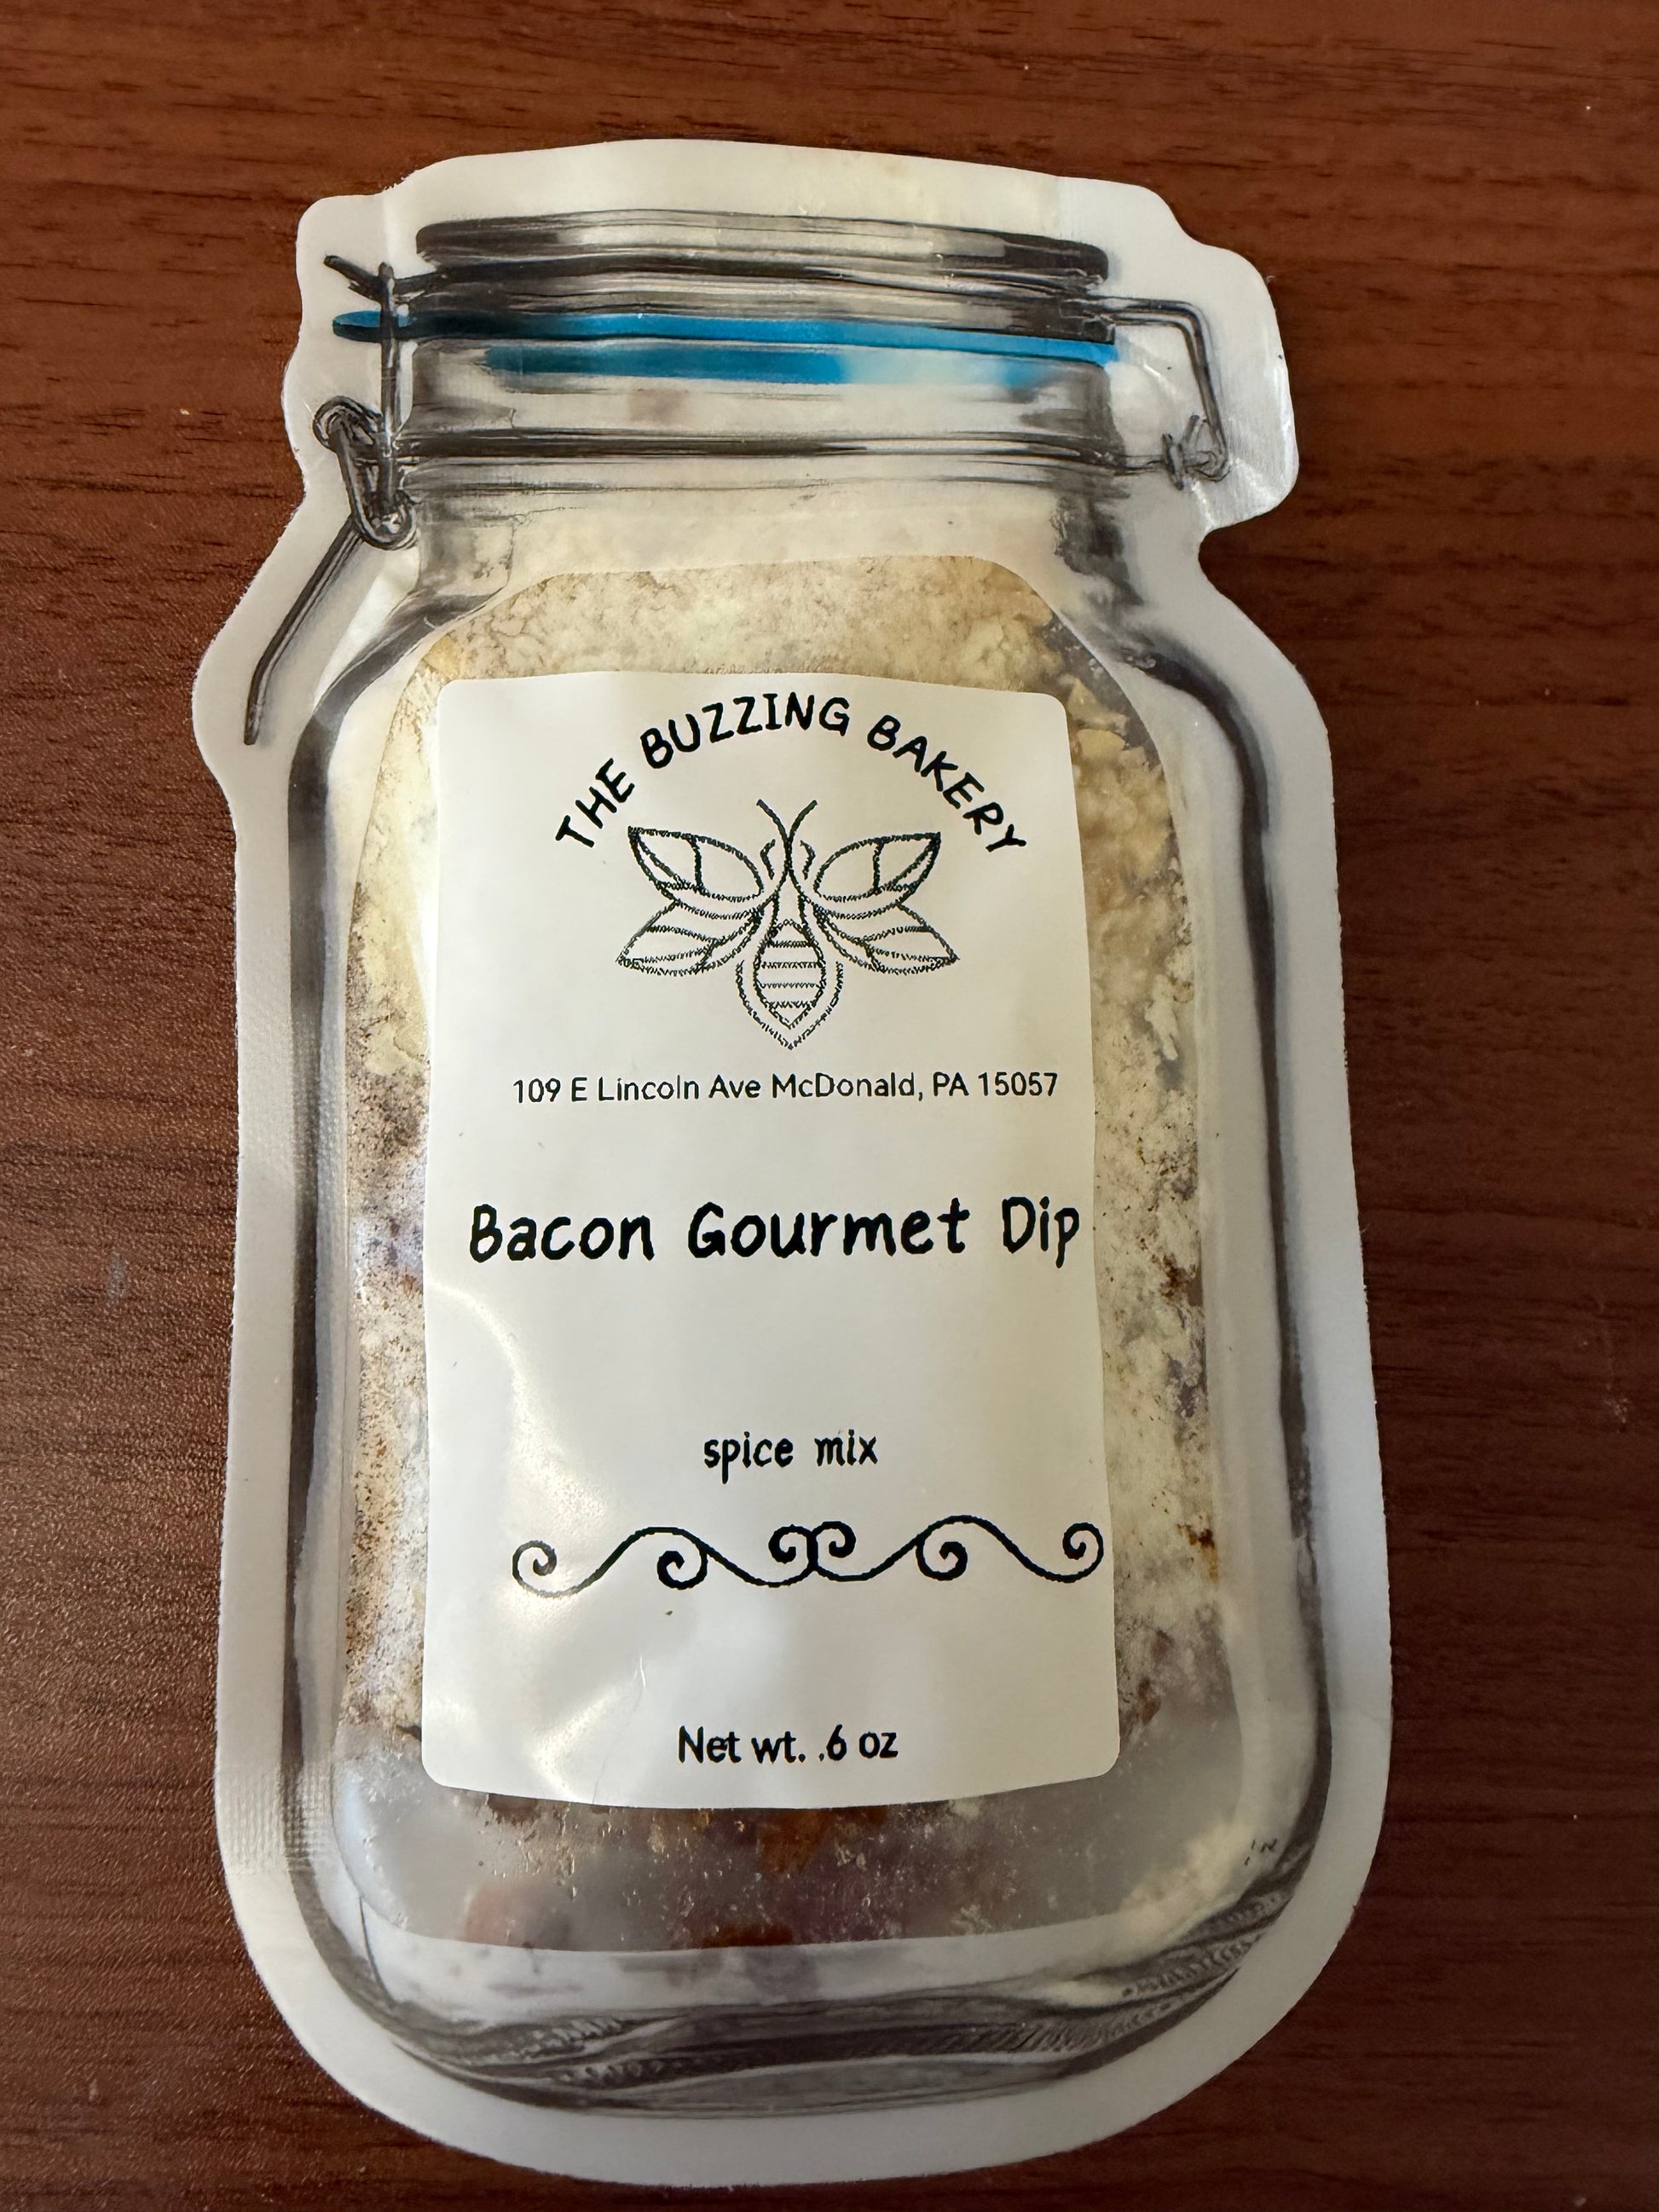 THE BUZZING BAKERY
109 E Lincoln Ave McDonald, PA 15057
Bacon Gourmet Dip
spice mix
Net wt. .6 oz